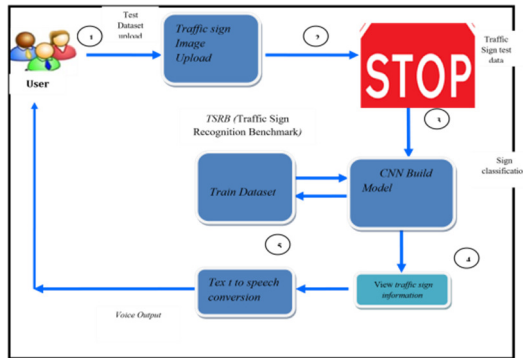 Test
Dataset
upload
1
Traffic sign
Image
Upload
2
STOP
Traffic
Sign test
data
User
3
TSRB (Traffic Sign
Recognition Benchmark)
Sign
classificatio
Train Dataset
CNN Build
Model
5
4
Tex t to speech
conversion
View traffic sign
information
Voice Output